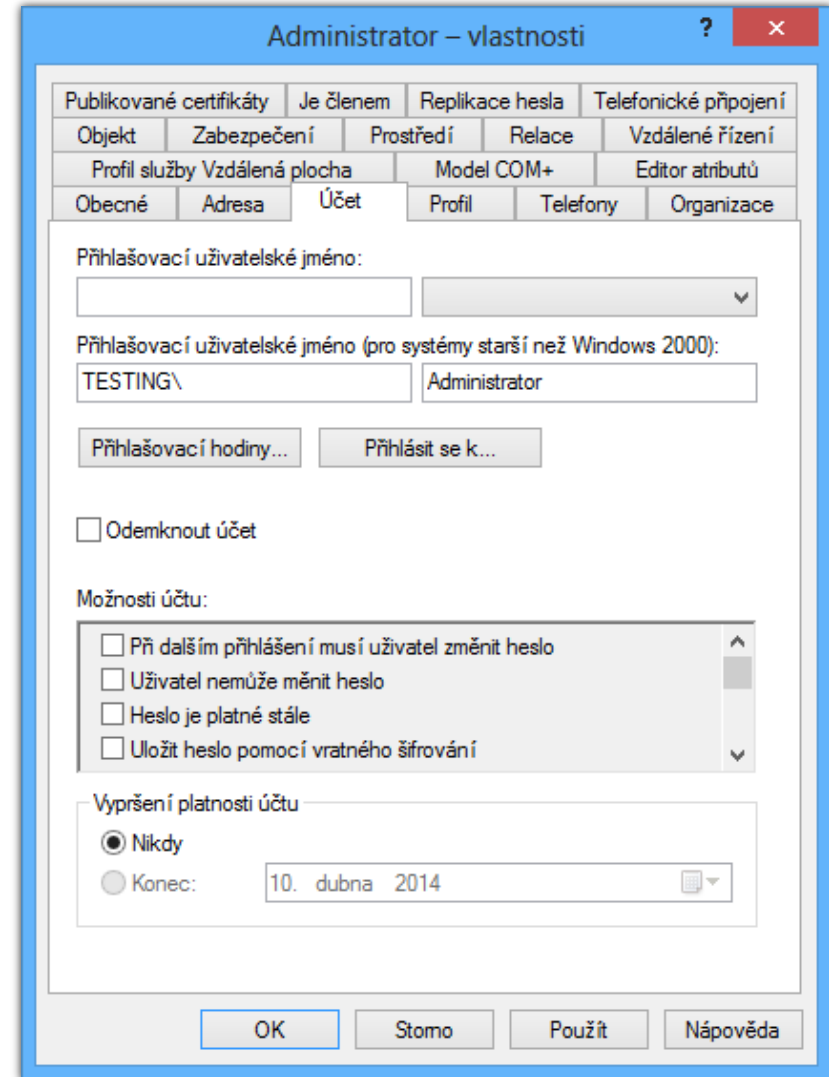 Administrator – vlastnosti ?
Publikované certifikáty Je členem Replikace hesla Telefonické připojení
Objekt Zabezpečení Prostředí Relace Vzdálené řízení
Profil služby Vzdálená plocha Model COM+ Editor atributů
Obecné Adresa Účet Profil Telefony Organizace
Přihlašovací uživatelské jméno:
Přihlašovací uživatelské jméno (pro systémy starší než Windows 2000):
TESTING\ Administrator
Přihlašovací hodiny... Přihlásit se k...
Odemknout účet
Možnosti účtu:
Při dalším přihlášení musí uživatel změnit heslo
Uživatel nemůže měnit heslo
Heslo je platné stále
Uložit heslo pomocí vratného šifrování
Vypršení platnosti účtu
Nikdy
Konec: 10. dubna 2014
OK Storno Použít Nápověda